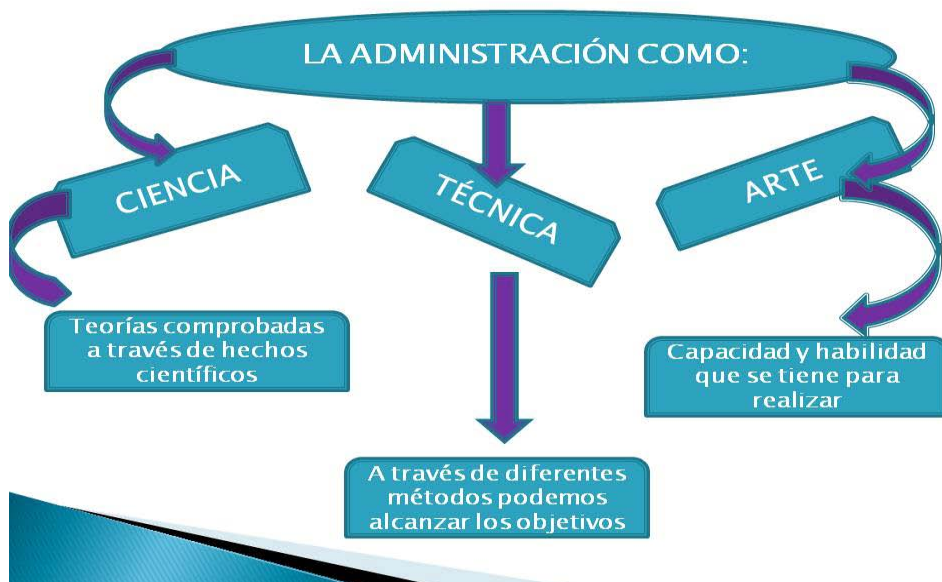 LA ADMINISTRACIÓN COMO:
CIENCIA
TÉCNICA
ARTE
Teorías comprobadas
a través de hechos
científicos
Capacidad y habilidad
que se tiene para
realizar
A través de diferentes
métodos podemos
alcanzar los objetivos